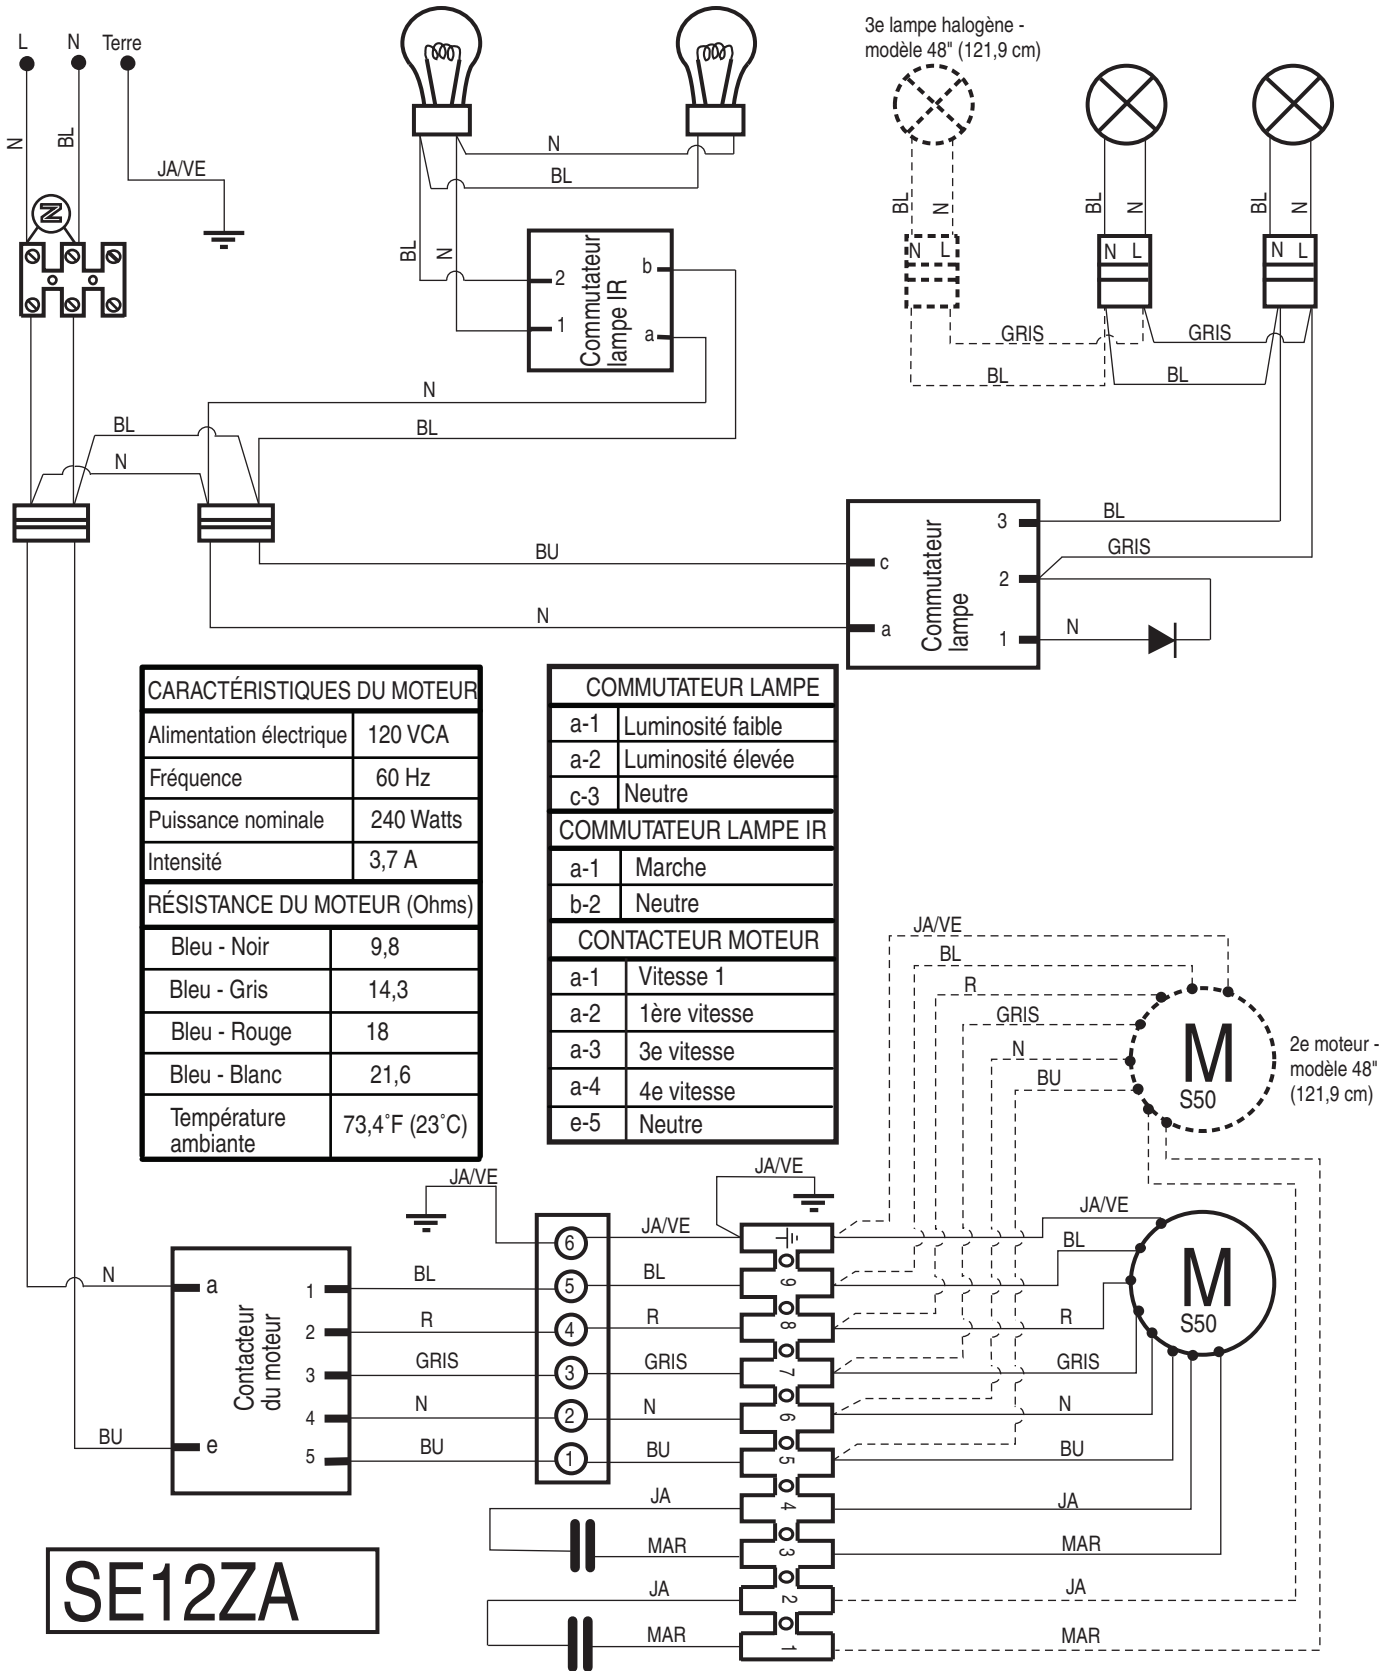 L N Terre
3e lampe halogène -
modèle 48" (121,9 cm)
N
BL
JA/VE
N
BL
N
BL
N
BL N
BL N
BL N
N L
N L
N L
2
1
b
a
Commutateur
lampe IR
GRIS
GRIS
BL
BL
N
BL
BL
N
BU
N
3
2
1
c
a
Commutateur
lampe
BL
GRIS
N
CARACTÉRISTIQUES DU MOTEUR
Alimentation électrique 120 VCA
Fréquence 60 Hz
Puissance nominale 240 Watts
Intensité 3,7 A
RÉSISTANCE DU MOTEUR (Ohms)
Bleu - Noir 9,8
Bleu - Gris 14,3
Bleu - Rouge 18
Bleu - Blanc 21,6
Température
ambiante 73,4°F (23°C)
COMMUTATEUR LAMPE
a-1 Luminosité faible
a-2 Luminosité élevée
c-3 Neutre
COMMUTATEUR LAMPE IR
a-1 Marche
b-2 Neutre
CONTACTEUR MOTEUR
a-1 Vitesse 1
a-2 1ère vitesse
a-3 3e vitesse
a-4 4e vitesse
e-5 Neutre
JA/VE
BL
R
GRIS
N
BU
M
S50
2e moteur -
modèle 48"
(121,9 cm)
JA/VE
JA/VE
JA/VE
JA/VE
N
BU
a
e
Contacteur
du moteur
1
2
3
4
5
BL
R
GRIS
N
BU
6
5
4
3
2
1
BL
R
GRIS
N
BU
JA
MAR
JA
MAR
9
8
7
6
5
4
3
2
1
BL
R
GRIS
N
BU
JA
MAR
JA
MAR
M
S50
SE12ZA